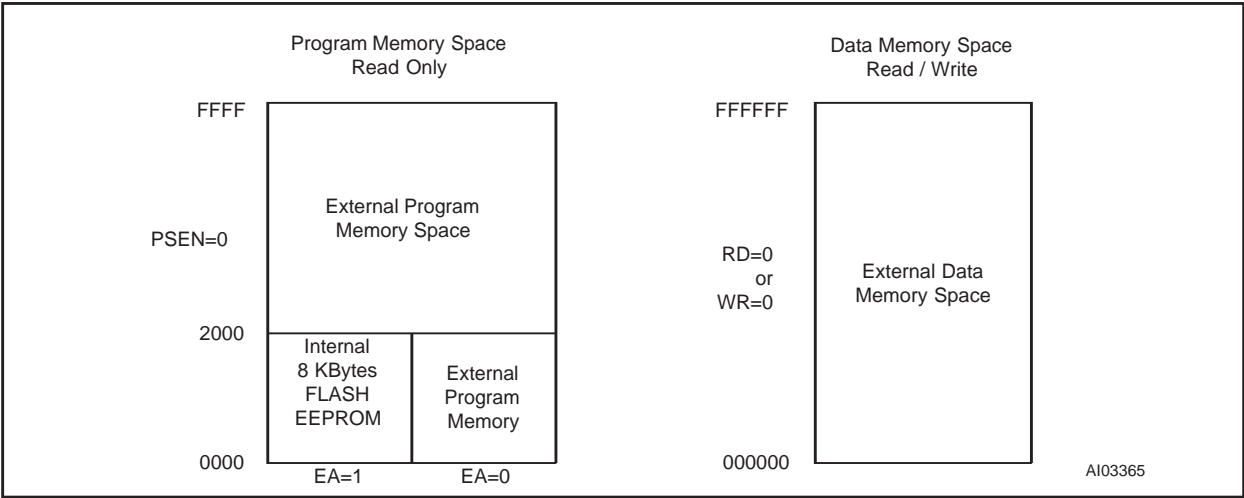 Program Memory Space
Read Only
FFFF
External Program
Memory Space
PSEN=0
2000
Internal
8 KBytes
FLASH
EEPROM
External
Program
Memory
0000
EA=1
EA=0
Data Memory Space
Read / Write
FFFFFF
RD=0
or
WR=0
External Data
Memory Space
000000
AI03365